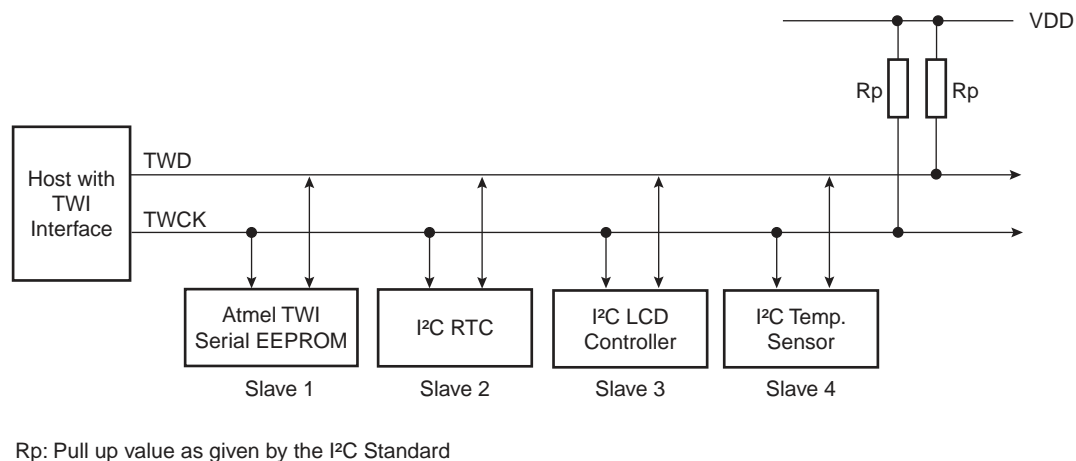 VDD
Rp Rp
Host with
TWI
Interface
TWD
TWCK
Atmel TWI
Serial EEPROM
Slave 1
I²C RTC
Slave 2
I²C LCD
Controller
Slave 3
I²C Temp.
Sensor
Slave 4
Rp: Pull up value as given by the I²C Standard